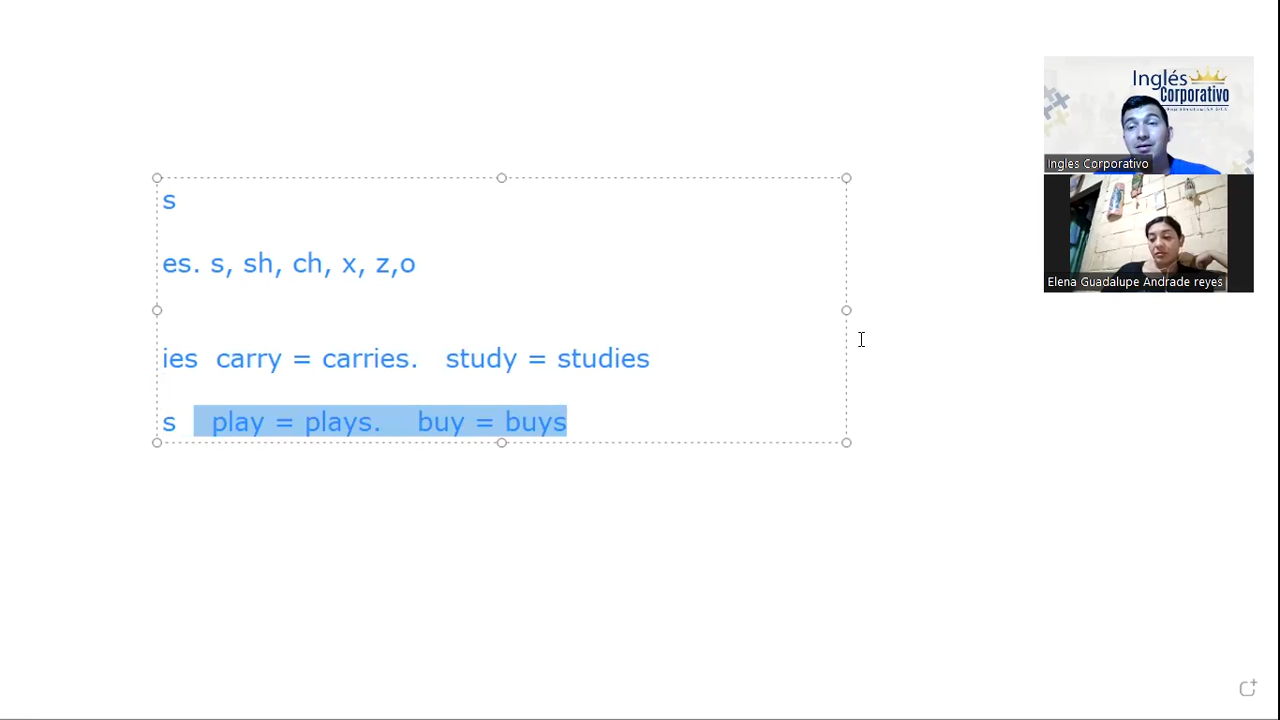 Inglés
Corporativo
Ingles Corporativo
s
es. s, sh, ch, x, z,o
Elena Guadalupe Andrade reyes
ies carry = carries. study = studies
s play = plays. buy = buys